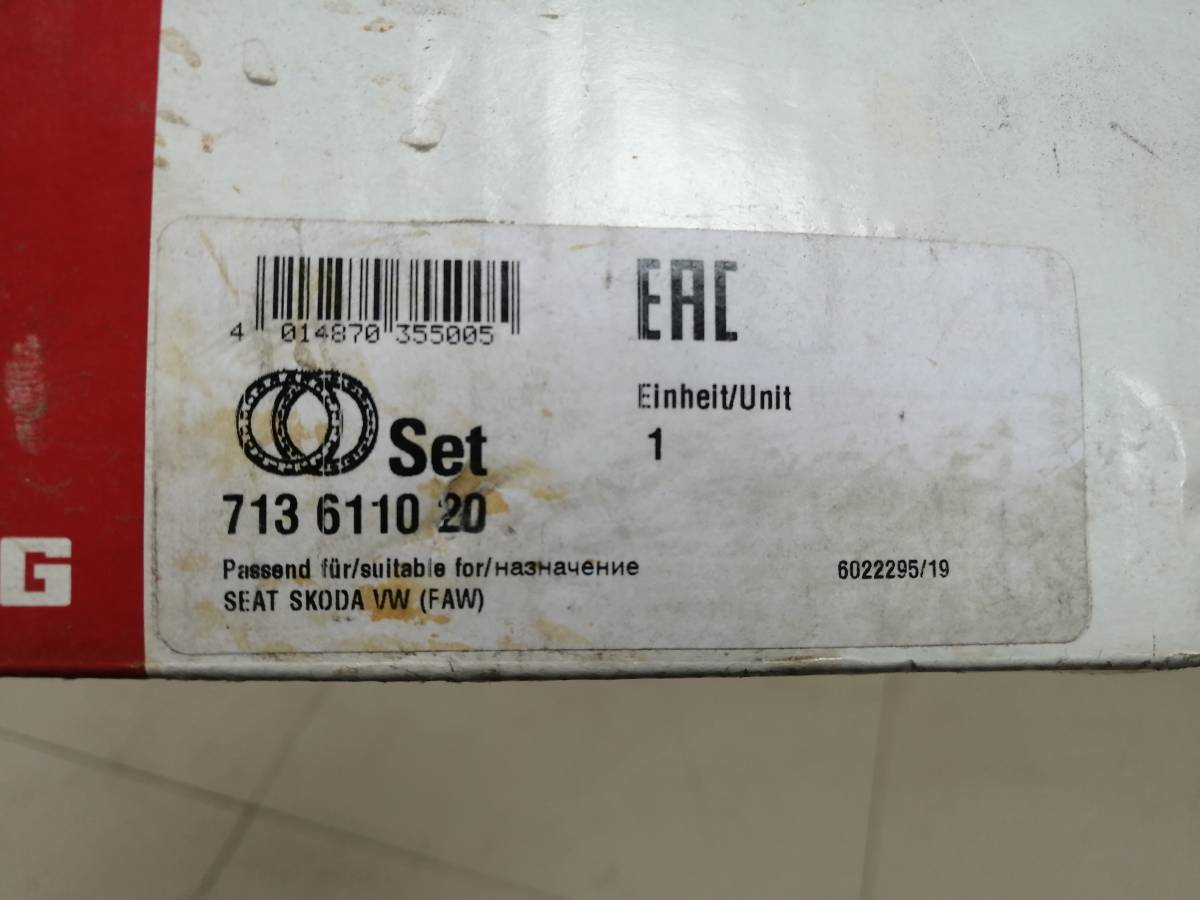 EAC
4 014870 355005
Einheit/Unit
1
Set
713 6110 20
Passend für/suitable for/назначение
6022295/19
SEAT SKODA VW (FAW)
G